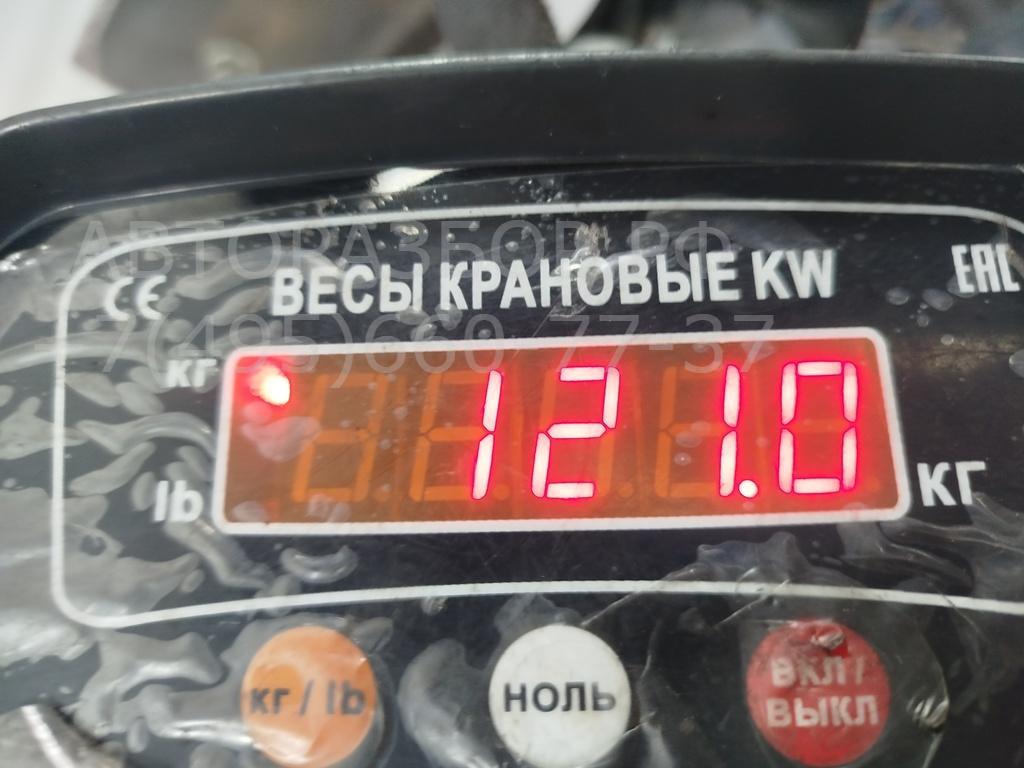 АВТОРАЗБОР.РФ
CE ВЕСЫ КРАНОВЫЕ KW EAC
+7(495)660-77-37
кг
121.0
lb КГ
кг / lb НОЛЬ ВКЛ /
ВЫКЛ